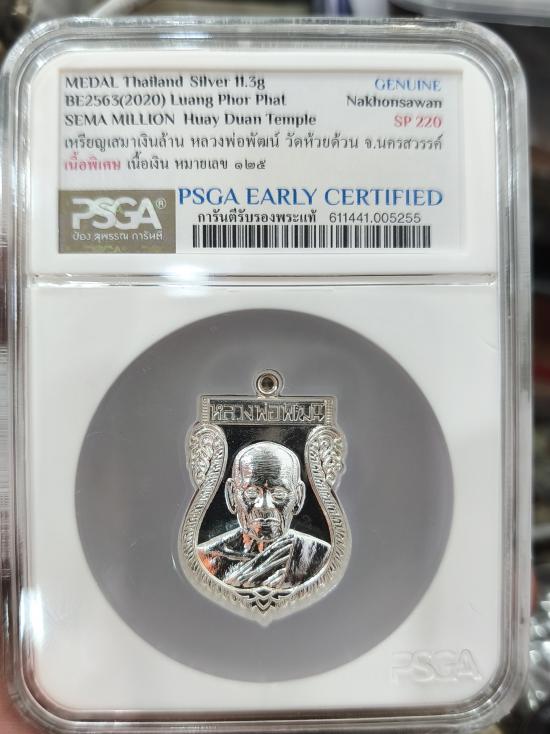 MEDAL Thailand Silver 11.3g GENUINE
BE2563(2020) Luang Phor Phat Nakhonsawan
SEMA MILLION Huay Duan Temple SP 220
เหรียญเสมาเงินล้าน หลวงพ่อพัฒน์ วัดห้วยด้วน จ.นครสวรรค์
เนื้อพิเศษ เนื้อเงิน หมายเลข ๑๒๕
PSGA® PSGA EARLY CERTIFIED
ป๋อง สุพรรณ การันตี การันตีรับรองพระแท้ 611441.005255
หลวงพ่อพัฒน์
PSGA